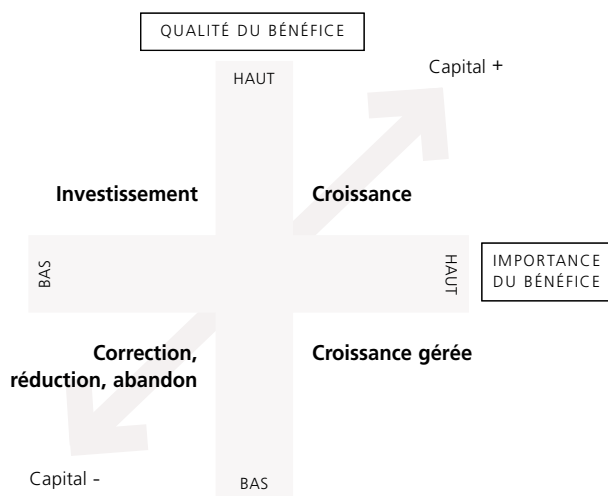 QUALITÉ DU BÉNÉFICE
Capital +
HAUT
Investissement
Croissance
BAS
HAUT
IMPORTANCE
DU BÉNÉFICE
Correction,
réduction, abandon
Croissance gérée
Capital -
BAS